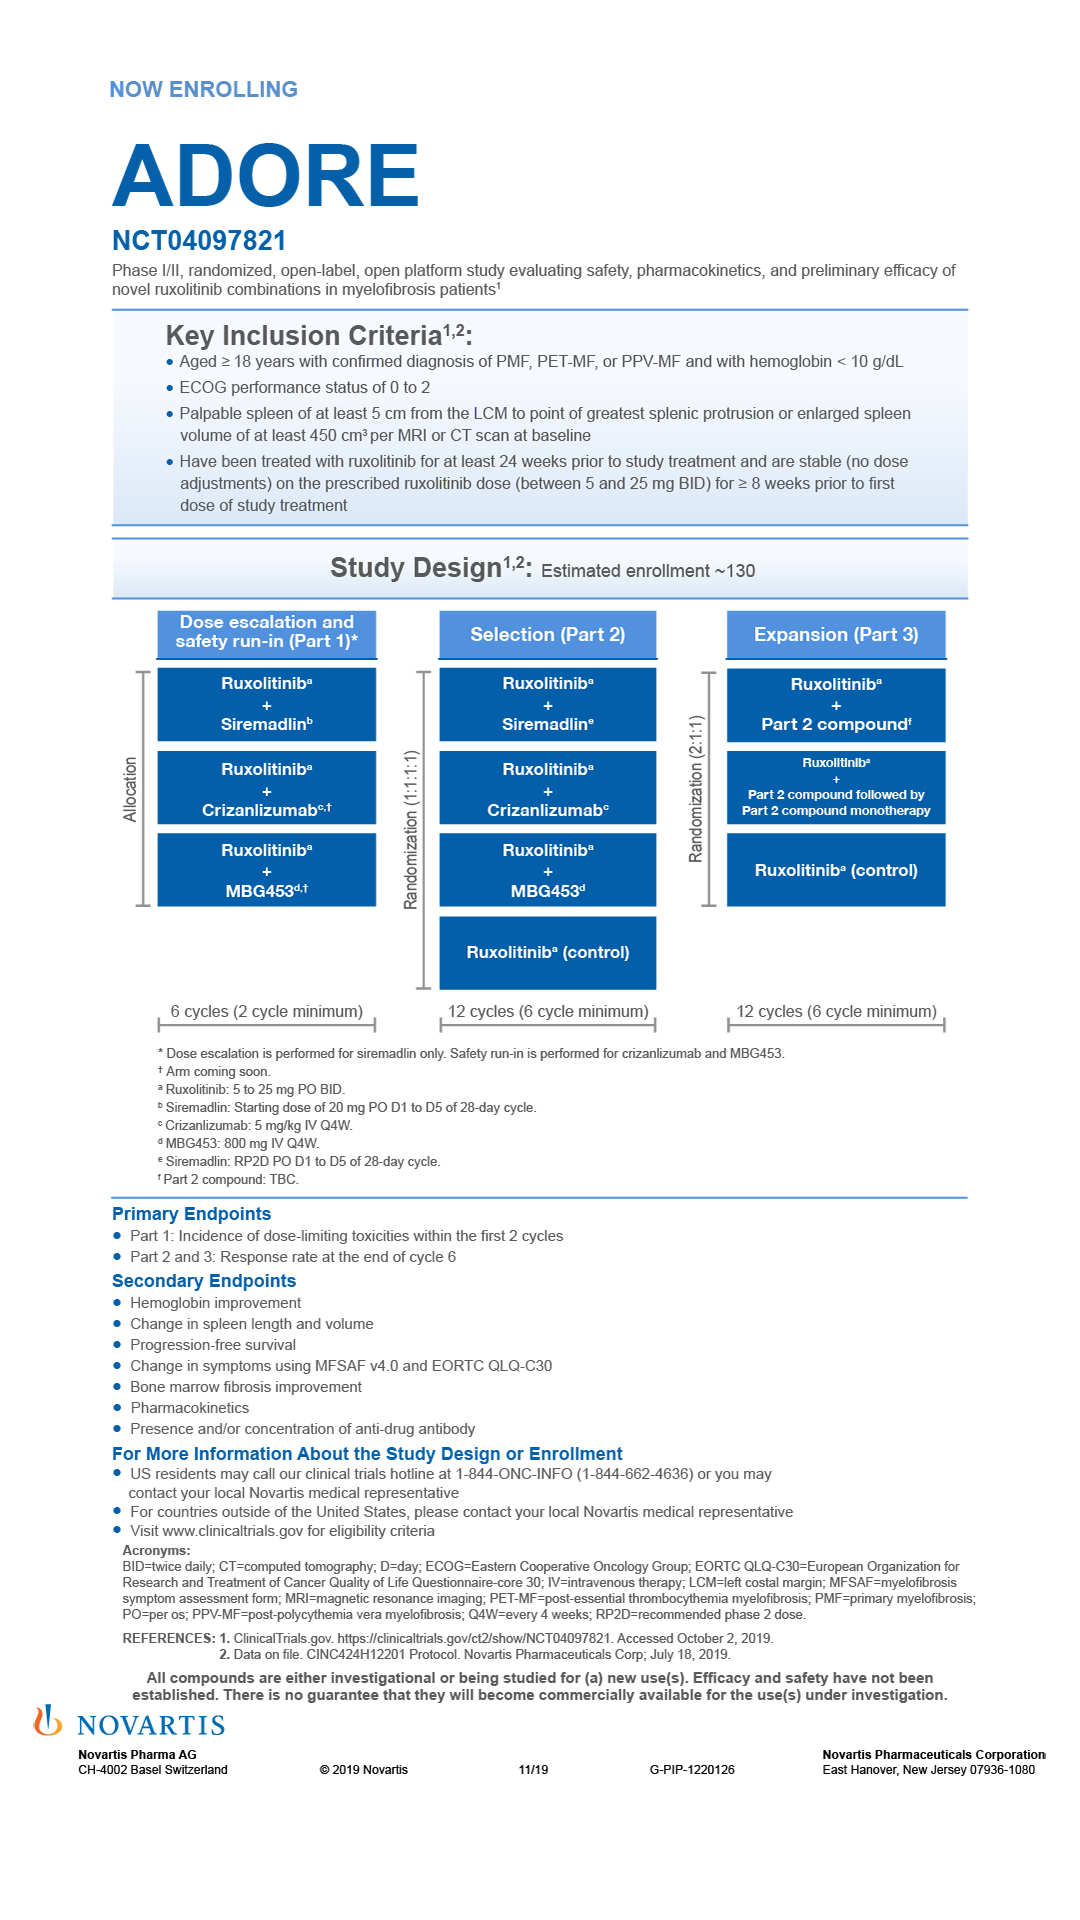 NOW ENROLLING
ADORE
NCT04097821
Phase I/II, randomized, open-label, open platform study evaluating safety, pharmacokinetics, and preliminary efficacy of
novel ruxolitinib combinations in myelofibrosis patients¹
Key Inclusion Criteria¹,²:
• Aged ≥ 18 years with confirmed diagnosis of PMF, PET-MF, or PPV-MF and with hemoglobin < 10 g/dL
• ECOG performance status of 0 to 2
• Palpable spleen of at least 5 cm from the LCM to point of greatest splenic protrusion or enlarged spleen
volume of at least 450 cm³ per MRI or CT scan at baseline
• Have been treated with ruxolitinib for at least 24 weeks prior to study treatment and are stable (no dose
adjustments) on the prescribed ruxolitinib dose (between 5 and 25 mg BID) for ≥ 8 weeks prior to first
dose of study treatment
Study Design¹,²: Estimated enrollment ~130
Dose escalation and
safety run-in (Part 1)*
Allocation
Ruxolitinibᵃ
+
Siremadlinᵇ
Ruxolitinibᵃ
+
Crizanlizumabᶜ,†
Ruxolitinibᵃ
+
MBG453ᵈ,†
6 cycles (2 cycle minimum)
Selection (Part 2)
Randomization (1:1:1:1)
Ruxolitinibᵃ
+
Siremadlinᵉ
Ruxolitinibᵃ
+
Crizanlizumabᶜ
Ruxolitinibᵃ
+
MBG453ᵈ
Ruxolitinibᵃ (control)
12 cycles (6 cycle minimum)
Expansion (Part 3)
Randomization (2:1:1)
Ruxolitinibᵃ
+
Part 2 compoundᶠ
Ruxolitinibᵃ
+
Part 2 compound followed by
Part 2 compound monotherapy
Ruxolitinibᵃ (control)
12 cycles (6 cycle minimum)
* Dose escalation is performed for siremadlin only. Safety run-in is performed for crizanlizumab and MBG453.
† Arm coming soon.
ᵃ Ruxolitinib: 5 to 25 mg PO BID.
ᵇ Siremadlin: Starting dose of 20 mg PO D1 to D5 of 28-day cycle.
ᶜ Crizanlizumab: 5 mg/kg IV Q4W.
ᵈ MBG453: 800 mg IV Q4W.
ᵉ Siremadlin: RP2D PO D1 to D5 of 28-day cycle.
ᶠ Part 2 compound: TBC.
Primary Endpoints
• Part 1: Incidence of dose-limiting toxicities within the first 2 cycles
• Part 2 and 3: Response rate at the end of cycle 6
Secondary Endpoints
• Hemoglobin improvement
• Change in spleen length and volume
• Progression-free survival
• Change in symptoms using MFSAF v4.0 and EORTC QLQ-C30
• Bone marrow fibrosis improvement
• Pharmacokinetics
• Presence and/or concentration of anti-drug antibody
For More Information About the Study Design or Enrollment
• US residents may call our clinical trials hotline at 1-844-ONC-INFO (1-844-662-4636) or you may
contact your local Novartis medical representative
• For countries outside of the United States, please contact your local Novartis medical representative
• Visit www.clinicaltrials.gov for eligibility criteria
Acronyms:
BID=twice daily; CT=computed tomography; D=day; ECOG=Eastern Cooperative Oncology Group; EORTC QLQ-C30=European Organization for
Research and Treatment of Cancer Quality of Life Questionnaire-core 30; IV=intravenous therapy; LCM=left costal margin; MFSAF=myelofibrosis
symptom assessment form; MRI=magnetic resonance imaging; PET-MF=post-essential thrombocythemia myelofibrosis; PMF=primary myelofibrosis;
PO=per os; PPV-MF=post-polycythemia vera myelofibrosis; Q4W=every 4 weeks; RP2D=recommended phase 2 dose.
REFERENCES: 1. ClinicalTrials.gov. https://clinicaltrials.gov/ct2/show/NCT04097821. Accessed October 2, 2019.
2. Data on file. CINC424H12201 Protocol. Novartis Pharmaceuticals Corp; July 18, 2019.
All compounds are either investigational or being studied for (a) new use(s). Efficacy and safety have not been
established. There is no guarantee that they will become commercially available for the use(s) under investigation.
NOVARTIS
Novartis Pharma AG
CH-4002 Basel Switzerland
© 2019 Novartis
11/19
G-PIP-1220126
Novartis Pharmaceuticals Corporation
East Hanover, New Jersey 07936-1080